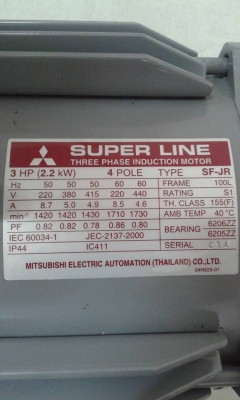 SUPER LINE
THREE PHASE INDUCTION MOTOR
3 HP (2.2 kW) 4 POLE TYPE SF-JR
Hz 50 50 50 60 60 FRAME 100L
V 220 380 415 220 440 RATING S1
A 8.7 5.0 4.9 8.5 4.6 TH. CLASS 155(F)
min⁻¹ 1420 1420 1430 1710 1730 AMB TEMP 40 °C
PF 0.82 0.82 0.78 0.86 0.80 BEARING 6206ZZ
IEC 60034-1 JEC-2137-2000 6205ZZ
IP44 IC411 SERIAL
MITSUBISHI ELECTRIC AUTOMATION (THAILAND) CO.,LTD.